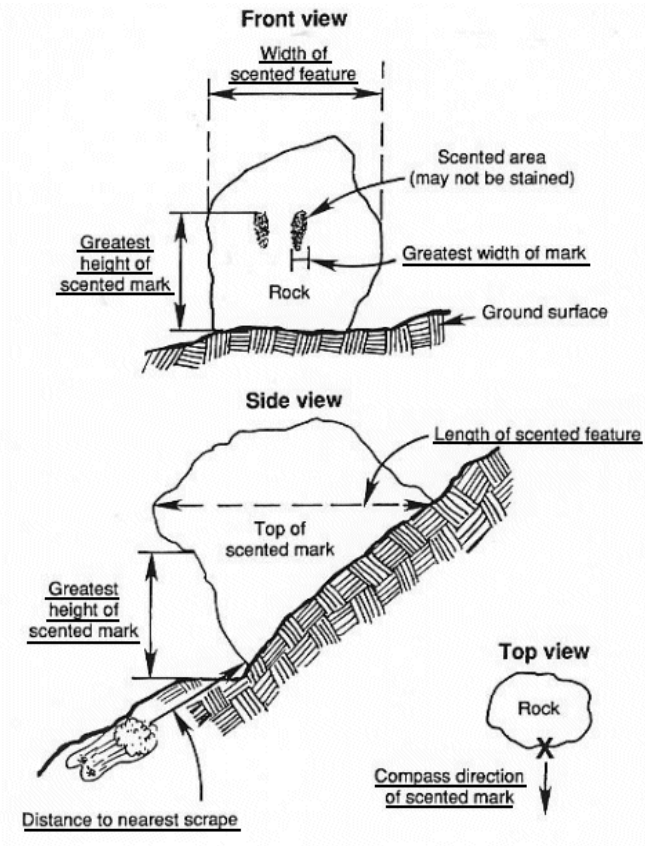 Front view
Width of
scented feature
Scented area
(may not be stained)
Greatest
height of
scented mark
Greatest width of mark
Rock
Ground surface
Side view
Length of scented feature
Top of
scented mark
Greatest
height of
scented mark
Top view
Rock
X
Compass direction
of scented mark
Distance to nearest scrape